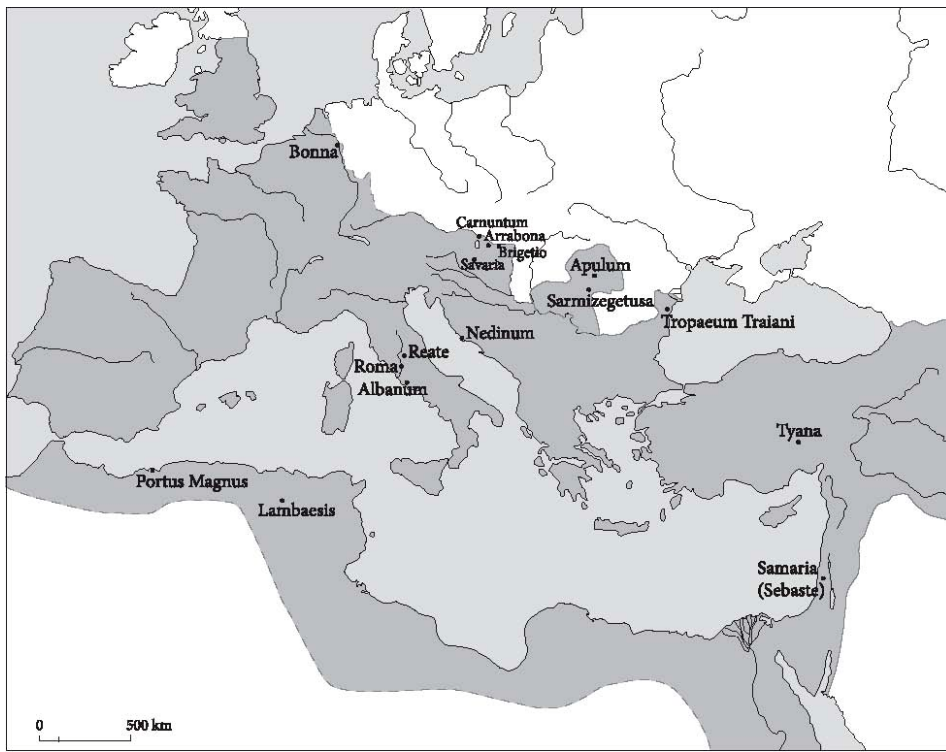 Bonna
Carnuntum
Arrabona
Brigetio
Savaria
Apulum
Sarmizegetusa
Tropaeum Traiani
Nedinum
Reate
Roma
Albanum
Tyana
Portus Magnus
Lambaesis
Samaria
(Sebaste)
0 500 km